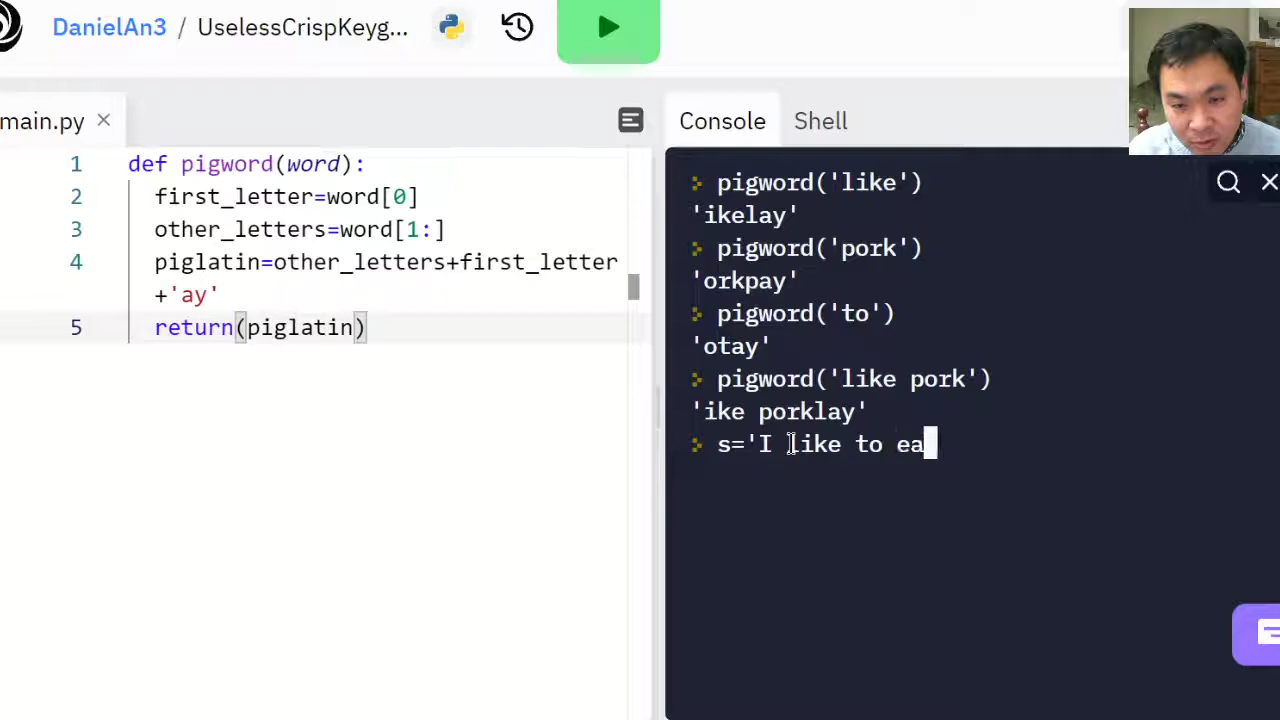 DanielAn3 / UselessCrispKeyg...
main.py ×
Console Shell
1 def pigword(word):
2 first_letter=word[0]
3 other_letters=word[1:]
4 piglatin=other_letters+first_letter
+'ay'
5 return(piglatin)
pigword('like')
'ikelay'
pigword('pork')
'orkpay'
pigword('to')
'otay'
pigword('like pork')
'ike porklay'
s='I like to ea